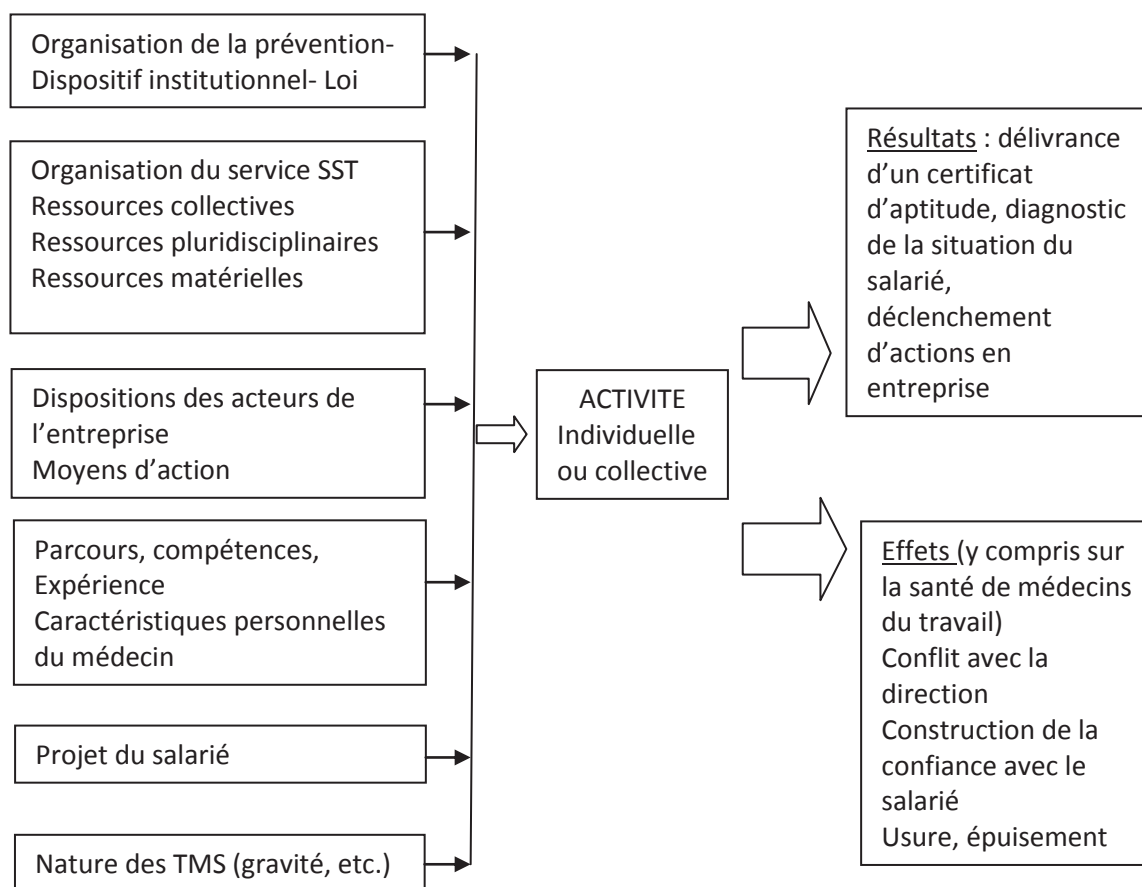 Organisation de la prévention-
Dispositif institutionnel- Loi
Organisation du service SST
Ressources collectives
Ressources pluridisciplinaires
Ressources matérielles
Dispositions des acteurs de
l’entreprise
Moyens d’action
Parcours, compétences,
Expérience
Caractéristiques personnelles
du médecin
Projet du salarié
Nature des TMS (gravité, etc.)
ACTIVITE
Individuelle
ou collective
Résultats : délivrance
d’un certificat
d’aptitude, diagnostic
de la situation du
salarié,
déclenchement
d’actions en
entreprise
Effets (y compris sur
la santé de médecins
du travail)
Conflit avec la
direction
Construction de la
confiance avec le
salarié
Usure, épuisement